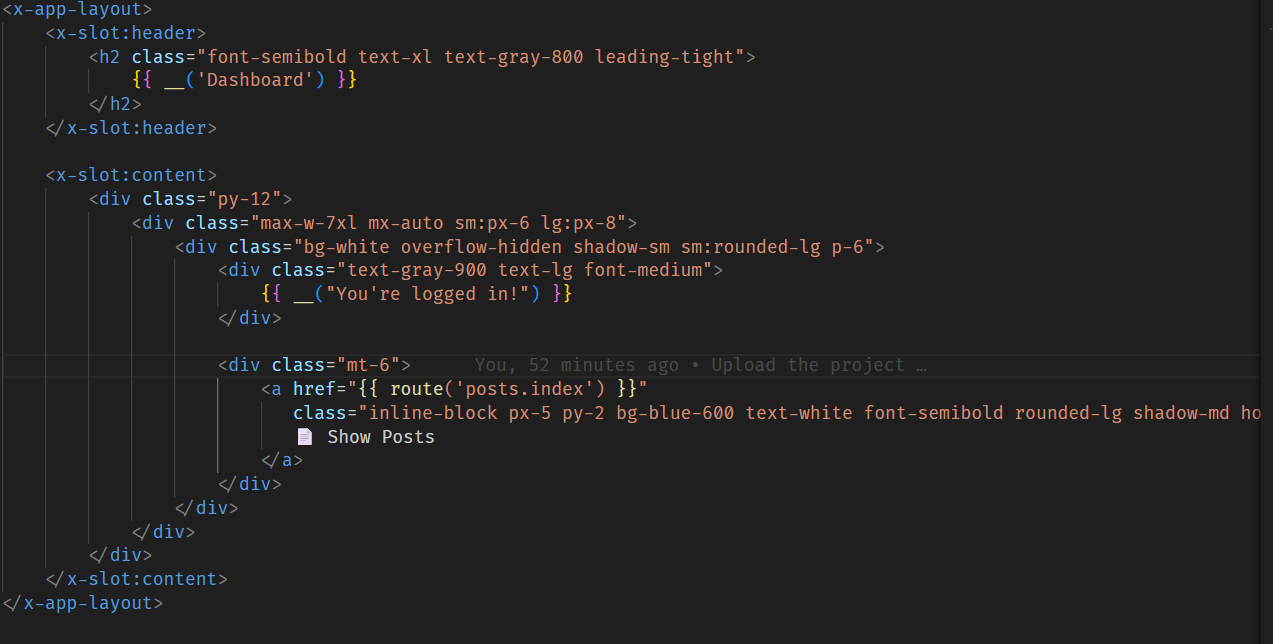 <x-app-layout>
<x-slot:header>
<h2 class="font-semibold text-xl text-gray-800 leading-tight">
{{ __('Dashboard') }}
</h2>
</x-slot:header>
<x-slot:content>
<div class="py-12">
<div class="max-w-7xl mx-auto sm:px-6 lg:px-8">
<div class="bg-white overflow-hidden shadow-sm sm:rounded-lg p-6">
<div class="text-gray-900 text-lg font-medium">
{{ __("You're logged in!") }}
</div>
<div class="mt-6"> You, 52 minutes ago • Upload the project …
<a href="{{ route('posts.index') }}"
class="inline-block px-5 py-2 bg-blue-600 text-white font-semibold rounded-lg shadow-md ho
📄 Show Posts
</a>
</div>
</div>
</div>
</div>
</x-slot:content>
</x-app-layout>